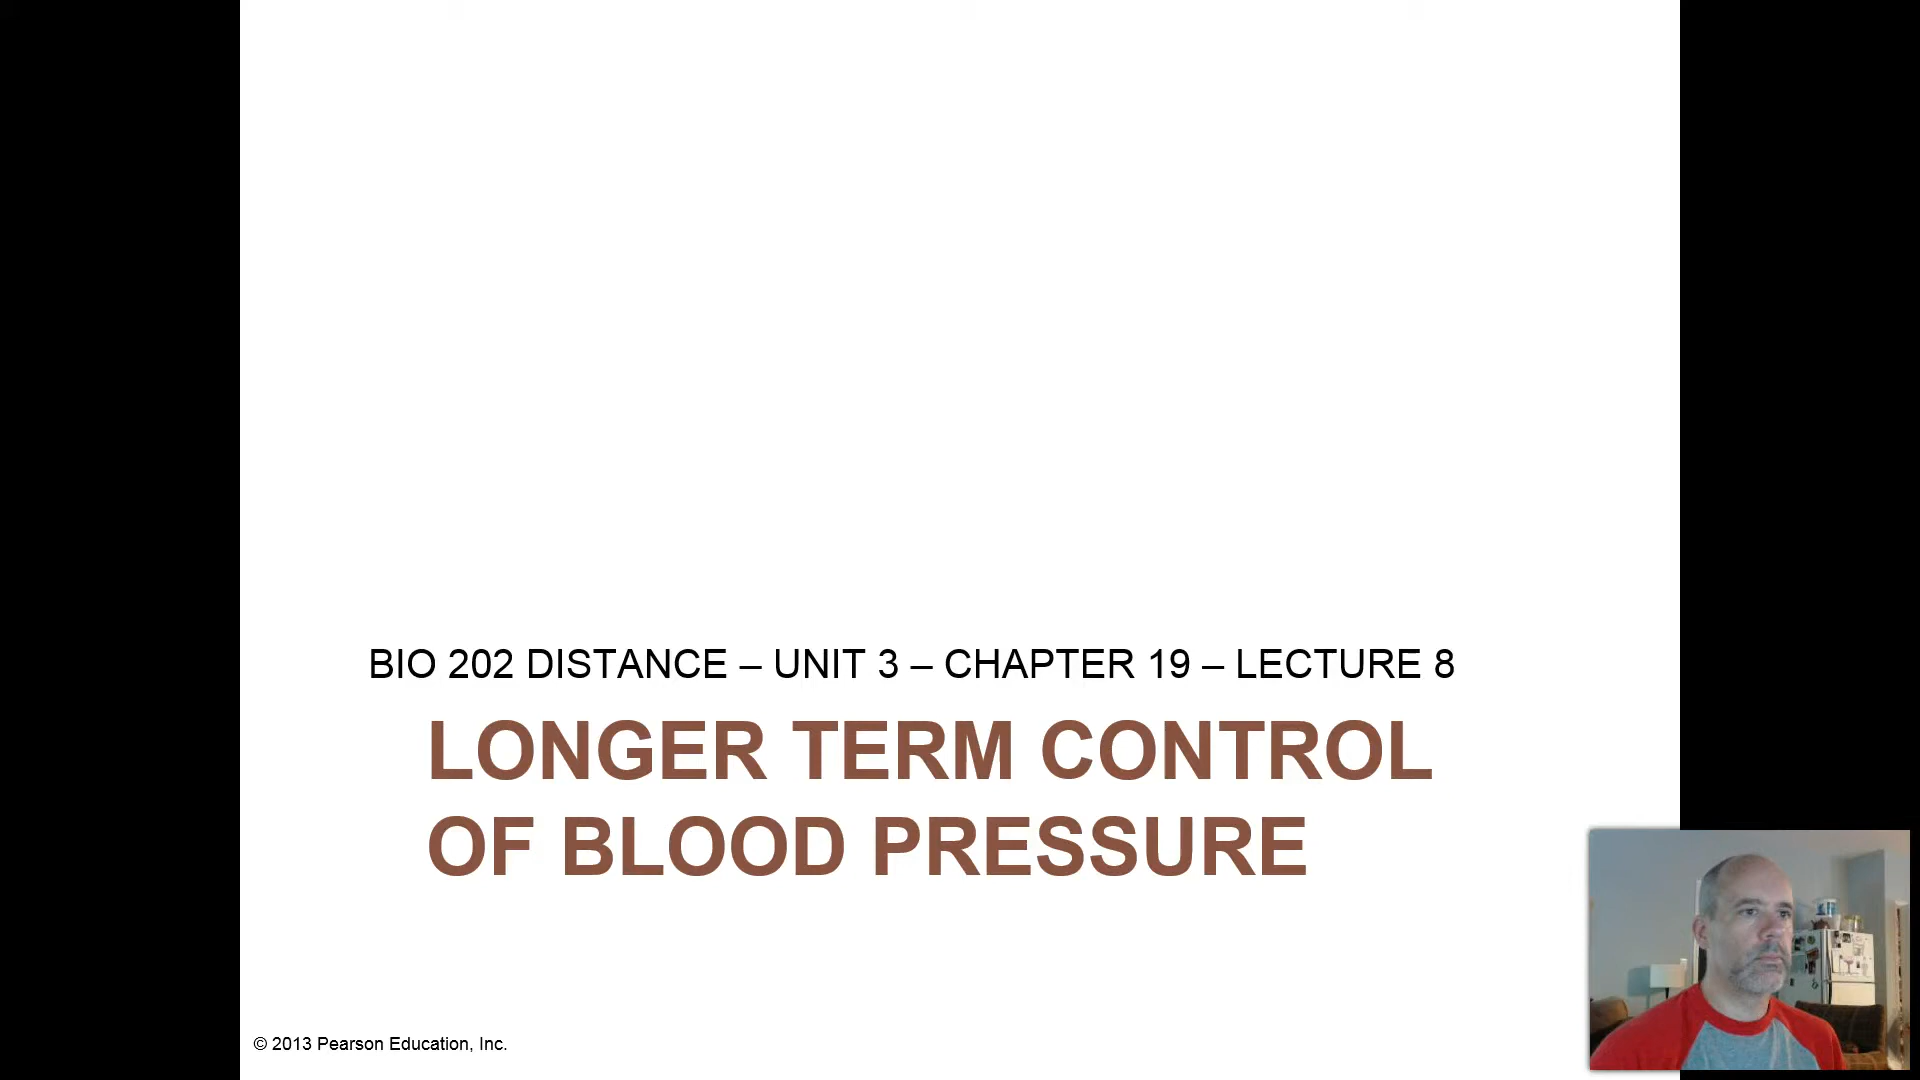 BIO 202 DISTANCE – UNIT 3 – CHAPTER 19 – LECTURE 8
LONGER TERM CONTROL
OF BLOOD PRESSURE
© 2013 Pearson Education, Inc.